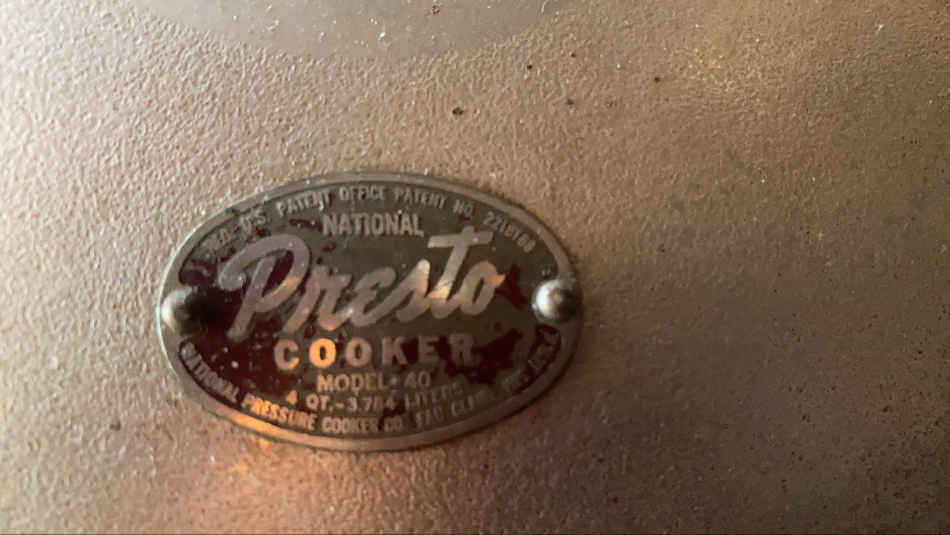 REG. U.S. PATENT OFFICE PATENT NO. 2218188
NATIONAL
Presto
COOKER
MODEL 40
4 QT.-3.784 LITERS
NATIONAL PRESSURE COOKER CO. EAU CLAIRE, WIS. U.S.A.